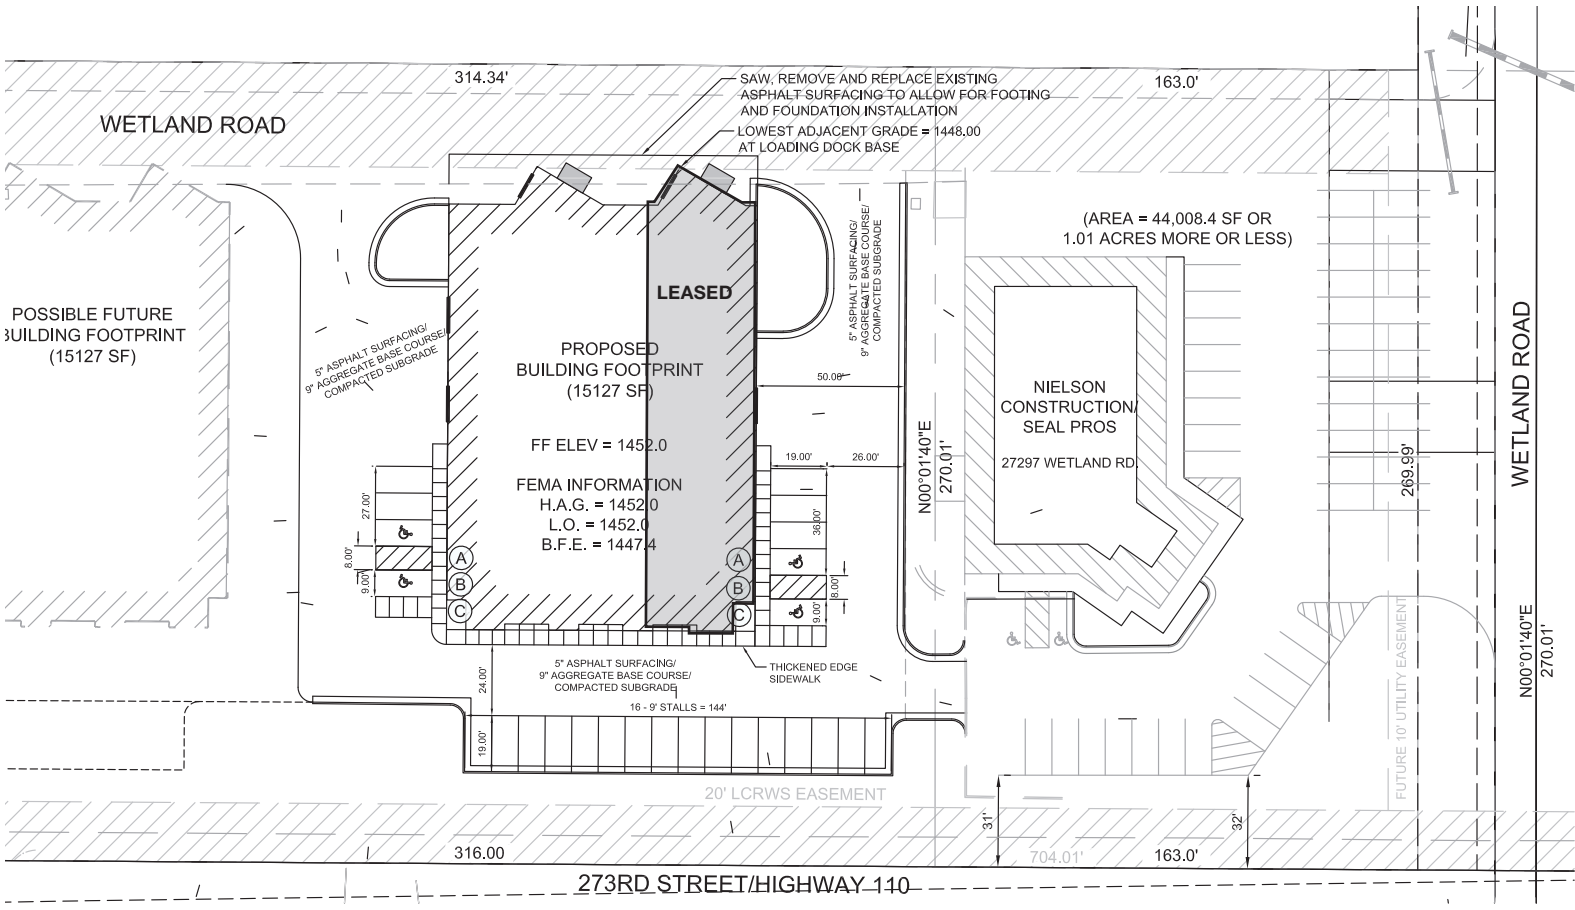 314.34'
SAW, REMOVE AND REPLACE EXISTING
ASPHALT SURFACING TO ALLOW FOR FOOTING
AND FOUNDATION INSTALLATION
163.0'
WETLAND ROAD
LOWEST ADJACENT GRADE = 1448.00
AT LOADING DOCK BASE
(AREA = 44,008.4 SF OR
1.01 ACRES MORE OR LESS)
5" ASPHALT SURFACING/
9" AGGREGATE BASE COURSE/
COMPACTED SUBGRADE
LEASED
POSSIBLE FUTURE
BUILDING FOOTPRINT
(15127 SF)
5" ASPHALT SURFACING/
9" AGGREGATE BASE COURSE/
COMPACTED SUBGRADE
PROPOSED
BUILDING FOOTPRINT
(15127 SF)
50.00'
NIELSON
CONSTRUCTION/
SEAL PROS
27297 WETLAND RD.
WETLAND ROAD
FF ELEV = 1452.0
19.00'
26.00'
N00°01'40"E
270.01'
269.99'
FEMA INFORMATION
H.A.G. = 1452.0
L.O. = 1452.0
B.F.E. = 1447.4
27.00'
36.00'
8.00'
9.00'
A
B
C
A
B
C
8.00'
9.00'
N00°01'40"E
270.01'
FUTURE 10' UTILITY EASEMENT
5" ASPHALT SURFACING/
9" AGGREGATE BASE COURSE/
COMPACTED SUBGRADE
THICKENED EDGE
SIDEWALK
24.00'
16 - 9' STALLS = 144'
19.00'
20' LCRWS EASEMENT
31'
32'
316.00
704.01'
163.0'
273RD STREET/HIGHWAY 110